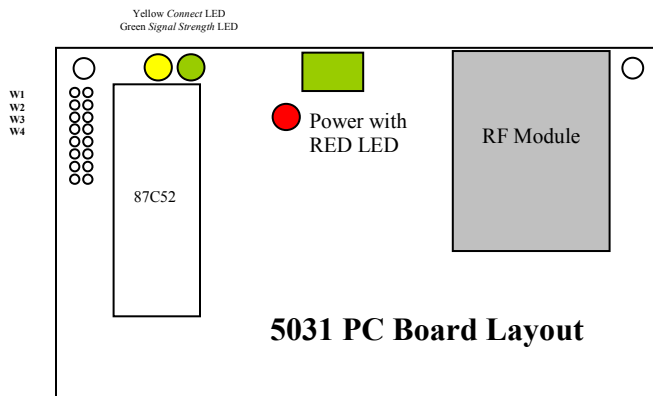 Yellow Connect LED
Green Signal Strength LED
W1
W2
W3
W4
Power with
RED LED
RF Module
87C52
5031 PC Board Layout